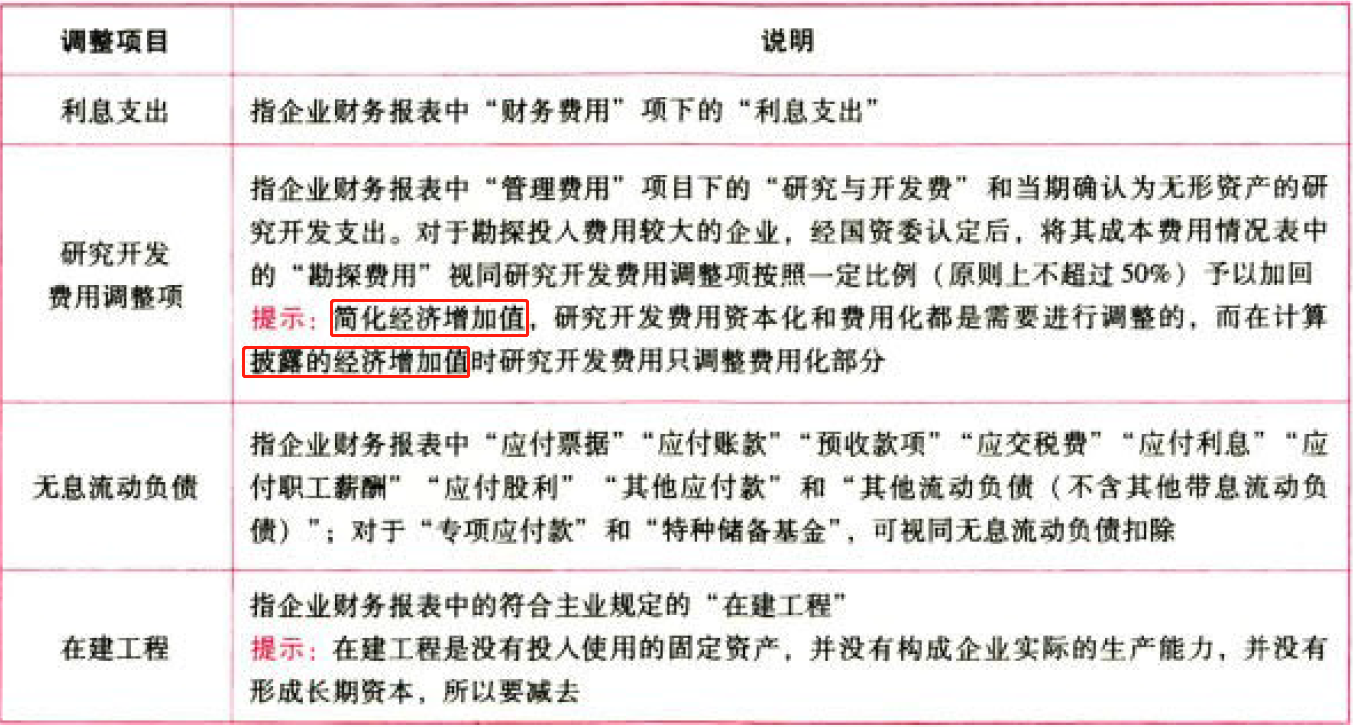 调整项目
说明
利息支出
指企业财务报表中“财务费用”项下的“利息支出”
研究开发
费用调整项
指企业财务报表中“管理费用”项目下的“研究与开发费”和当期确认为无形资产的研
究开发支出。对于勘探投入费用较大的企业，经国资委认定后，将其成本费用情况表中
的“勘探费用”视同研究开发费用调整项按照一定比例（原则上不超过50%）予以加回
提示：简化经济增加值，研究开发费用资本化和费用化都是需要进行调整的，而在计算
披露的经济增加值时研究开发费用只调整费用化部分
无息流动负债
指企业财务报表中“应付票据”“应付账款”“预收款项”“应交税费”“应付利息”“应
付职工薪酬”“应付股利”“其他应付款”和“其他流动负债（不含其他带息流动负
债）”；对于“专项应付款”和“特种储备基金”，可视同无息流动负债扣除
在建工程
指企业财务报表中的符合主业规定的“在建工程”
提示：在建工程是没有投入使用的固定资产，并没有构成企业实际的生产能力，并没有
形成长期资本，所以要减去